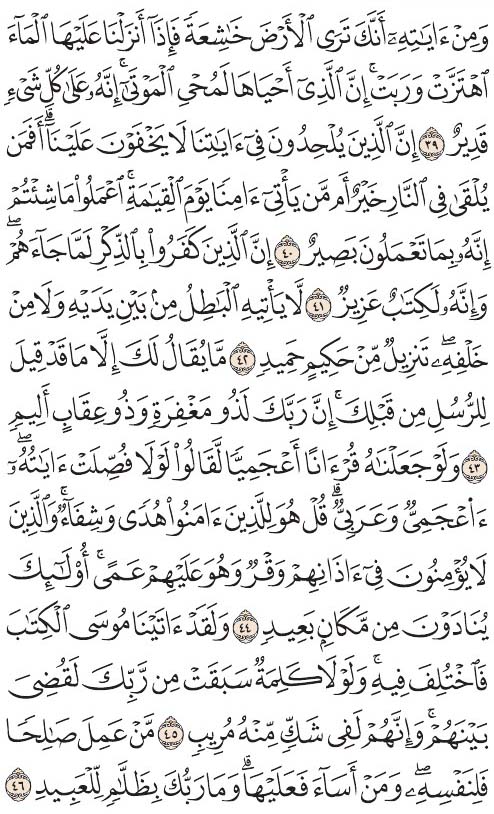 وَمِنْ ءَايَٰتِهِۦٓ أَنَّكَ تَرَى ٱلْأَرْضَ خَٰشِعَةً فَإِذَآ أَنزَلْنَا عَلَيْهَا ٱلْمَآءَ
ٱهْتَزَّتْ وَرَبَتْ ۚ إِنَّ ٱلَّذِىٓ أَحْيَاهَا لَمُحْىِ ٱلْمَوْتَىٰٓ ۚ إِنَّهُۥ عَلَىٰ كُلِّ شَىْءٍ
قَدِيرٌ ٣٩ إِنَّ ٱلَّذِينَ يُلْحِدُونَ فِىٓ ءَايَٰتِنَا لَا يَخْفَوْنَ عَلَيْنَآ ۗ أَفَمَن
يُلْقَىٰ فِى ٱلنَّارِ خَيْرٌ أَم مَّن يَأْتِىٓ ءَامِنًا يَوْمَ ٱلْقِيَٰمَةِ ۚ ٱعْمَلُوا۟ مَا شِئْتُمْ ۖ
إِنَّهُۥ بِمَا تَعْمَلُونَ بَصِيرٌ ٤٠ إِنَّ ٱلَّذِينَ كَفَرُوا۟ بِٱلذِّكْرِ لَمَّا جَآءَهُمْ ۖ
وَإِنَّهُۥ لَكِتَٰبٌ عَزِيزٌ ٤١ لَّا يَأْتِيهِ ٱلْبَٰطِلُ مِنۢ بَيْنِ يَدَيْهِ وَلَا مِنْ
خَلْفِهِۦ ۖ تَنزِيلٌ مِّنْ حَكِيمٍ حَمِيدٍ ٤٢ مَّا يُقَالُ لَكَ إِلَّا مَا قَدْ قِيلَ
لِلرُّسُلِ مِن قَبْلِكَ ۚ إِنَّ رَبَّكَ لَذُو مَغْفِرَةٍ وَذُو عِقَابٍ أَلِيمٍ
٤٣ وَلَوْ جَعَلْنَٰهُ قُرْءَانًا أَعْجَمِيًّا لَّقَالُوا۟ لَوْلَا فُصِّلَتْ ءَايَٰتُهُۥٓ ۖ
ءَا۬عْجَمِىٌّ وَعَرَبِىٌّ ۗ قُلْ هُوَ لِلَّذِينَ ءَامَنُوا۟ هُدًى وَشِفَآءٌ ۖ وَٱلَّذِينَ
لَا يُؤْمِنُونَ فِىٓ ءَاذَانِهِمْ وَقْرٌ وَهُوَ عَلَيْهِمْ عَمًى ۚ أُو۟لَٰٓئِكَ
يُنَادَوْنَ مِن مَّكَانٍۭ بَعِيدٍ ٤٤ وَلَقَدْ ءَاتَيْنَا مُوسَى ٱلْكِتَٰبَ
فَٱخْتُلِفَ فِيهِ ۗ وَلَوْلَا كَلِمَةٌ سَبَقَتْ مِن رَّبِّكَ لَقُضِىَ
بَيْنَهُمْ ۚ وَإِنَّهُمْ لَفِى شَكٍّ مِّنْهُ مُرِيبٍ ٤٥ مَّنْ عَمِلَ صَٰلِحًا
فَلِنَفْسِهِۦ ۖ وَمَنْ أَسَآءَ فَعَلَيْهَا ۗ وَمَا رَبُّكَ بِظَلَّٰمٍ لِّلْعَبِيدِ ٤٦